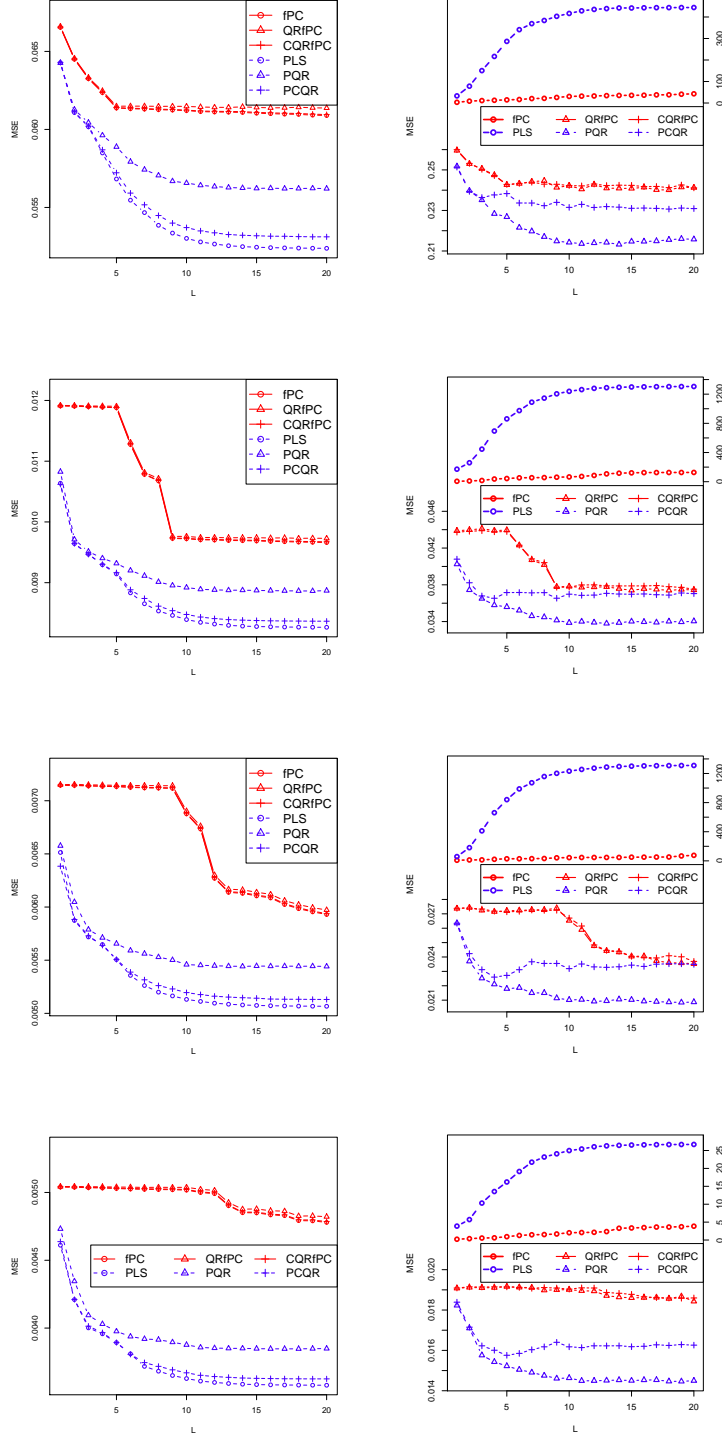 MSE
0.065
0.060
0.055
fPC
QRfPC
CQRfPC
PLS
PQR
PCQR
5 10 15 20
L
MSE
0.25
0.23
0.21
300
100
0
fPC QRfPC CQRfPC
PLS PQR PCQR
5 10 15 20
L
MSE
0.012
0.011
0.010
0.009
fPC
QRfPC
CQRfPC
PLS
PQR
PCQR
5 10 15 20
L
MSE
0.046
0.042
0.038
0.034
1200
800
400
0
fPC QRfPC CQRfPC
PLS PQR PCQR
5 10 15 20
L
MSE
0.0070
0.0065
0.0060
0.0055
0.0050
fPC
QRfPC
CQRfPC
PLS
PQR
PCQR
5 10 15 20
L
MSE
0.027
0.024
0.021
1200
800
400
0
fPC QRfPC CQRfPC
PLS PQR PCQR
5 10 15 20
L
MSE
0.0050
0.0045
0.0040
fPC QRfPC CQRfPC
PLS PQR PCQR
5 10 15 20
L
MSE
0.020
0.018
0.016
0.014
25
20
15
10
5
0
fPC QRfPC CQRfPC
PLS PQR PCQR
5 10 15 20
L